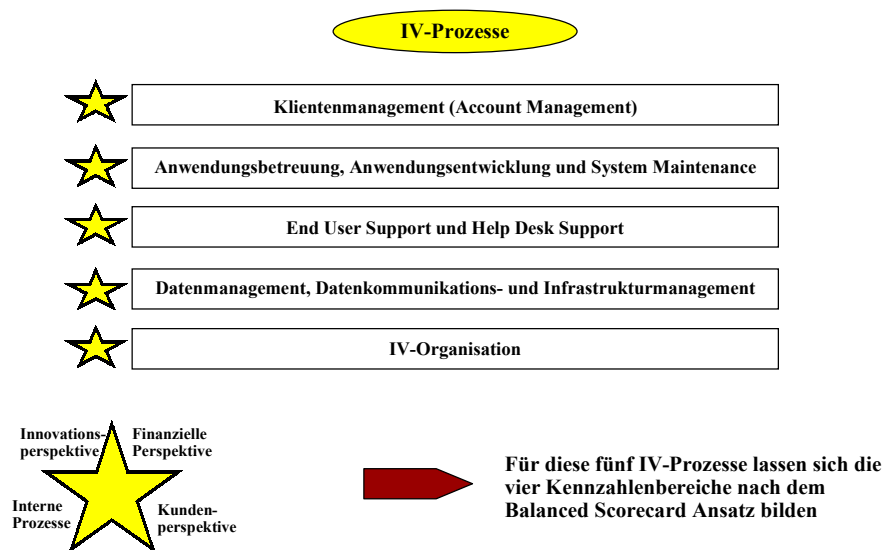 IV-Prozesse
Klientenmanagement (Account Management)
Anwendungsbetreuung, Anwendungsentwicklung und System Maintenance
End User Support und Help Desk Support
Datenmanagement, Datenkommunikations- und Infrastrukturmanagement
IV-Organisation
Innovations-
perspektive
Finanzielle
Perspektive
Interne
Prozesse
Kunden-
perspektive
Für diese fünf IV-Prozesse lassen sich die
vier Kennzahlenbereiche nach dem
Balanced Scorecard Ansatz bilden